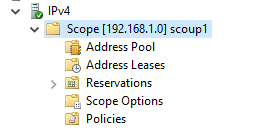 IPv4
Scope [192.168.1.0] scoup1
Address Pool
Address Leases
Reservations
Scope Options
Policies